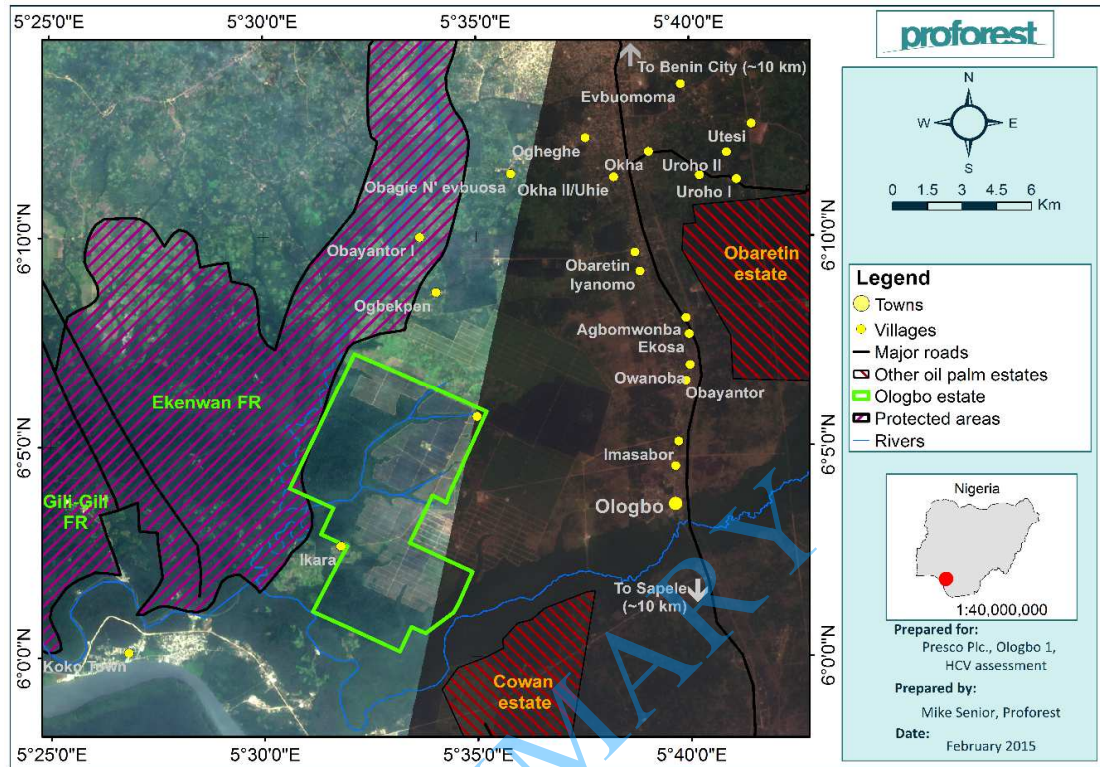 5°25'0"E
5°30'0"E
5°35'0"E
5°40'0"E
proforest
To Benin City (~10 km)
Evbuomoma
Utesi
Ogheghe
Okha
Uroho II
Obagie N' evbuosa
Okha II/Uhie
Uroho I
6°10'0"N
6°10'0"N
Obayantor I
Obaretin
Iyanomo
Obaretin
estate
Ogbekpen
Agbomwonba
Ekosa
Owanoba
Obayantor
Ekenwan FR
6°5'0"N
6°5'0"N
Imasabor
Gili-Gili
FR
Ologbo
Ikara
To Sapele
(~10 km)
Koko Town
6°0'0"N
6°0'0"N
Cowan
estate
5°25'0"E
5°30'0"E
5°35'0"E
5°40'0"E
MARY
N
W
E
S
0 1.5 3 4.5 6
Km
Legend
Towns
Villages
Major roads
Other oil palm estates
Ologbo estate
Protected areas
Rivers
Nigeria
1:40,000,000
Prepared for:
Presco Plc., Ologbo 1,
HCV assessment
Prepared by:
Mike Senior, Proforest
Date:
February 2015